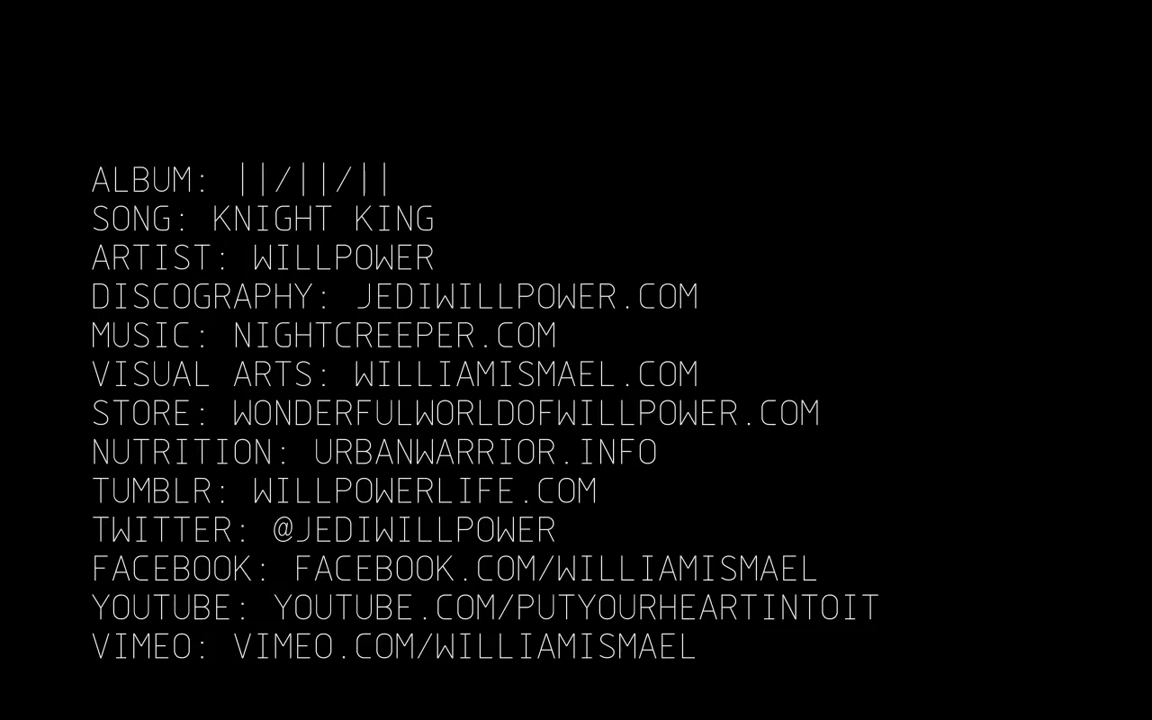 ALBUM: ||/||/||
SONG: KNIGHT KING
ARTIST: WILLPOWER
DISCOGRAPHY: JEDIWILLPOWER.COM
MUSIC: NIGHTCREEPER.COM
VISUAL ARTS: WILLIAMISMAEL.COM
STORE: WONDERFULWORLDOFWILLPOWER.COM
NUTRITION: URBANWARRIOR.INFO
TUMBLR: WILLPOWERLIFE.COM
TWITTER: @JEDIWILLPOWER
FACEBOOK: FACEBOOK.COM/WILLIAMISMAEL
YOUTUBE: YOUTUBE.COM/PUTYOURHEARTINTOIT
VIMEO: VIMEO.COM/WILLIAMISMAEL